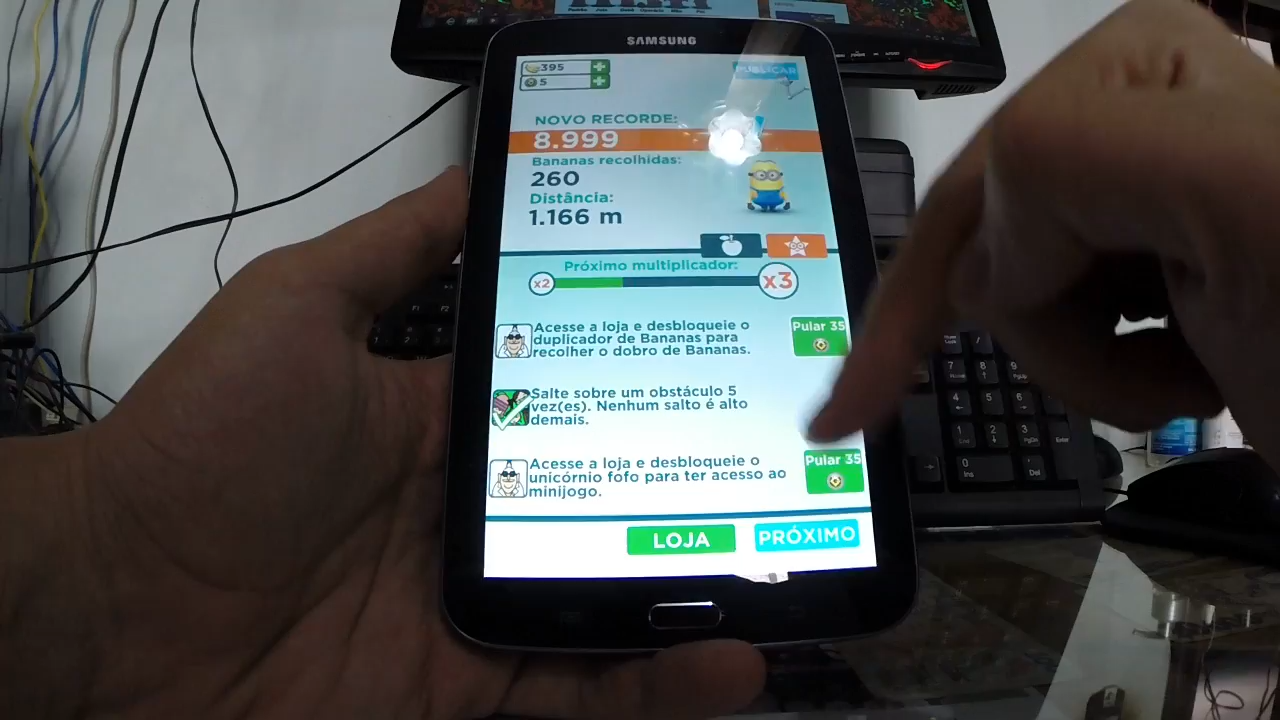 SAMSUNG
395
5
PUBLICAR
NOVO RECORDE:
8.999
Bananas recolhidas:
260
Distância:
1.166 m
Próximo multiplicador:
x2
x3
Acesse a loja e desbloqueie o
duplicador de Bananas para
recolher o dobro de Bananas.
Pular 35
Salte sobre um obstáculo 5
vez(es). Nenhum salto é alto
demais.
Acesse a loja e desbloqueie o
unicórnio fofo para ter acesso ao
minijogo.
Pular 35
LOJA
PRÓXIMO